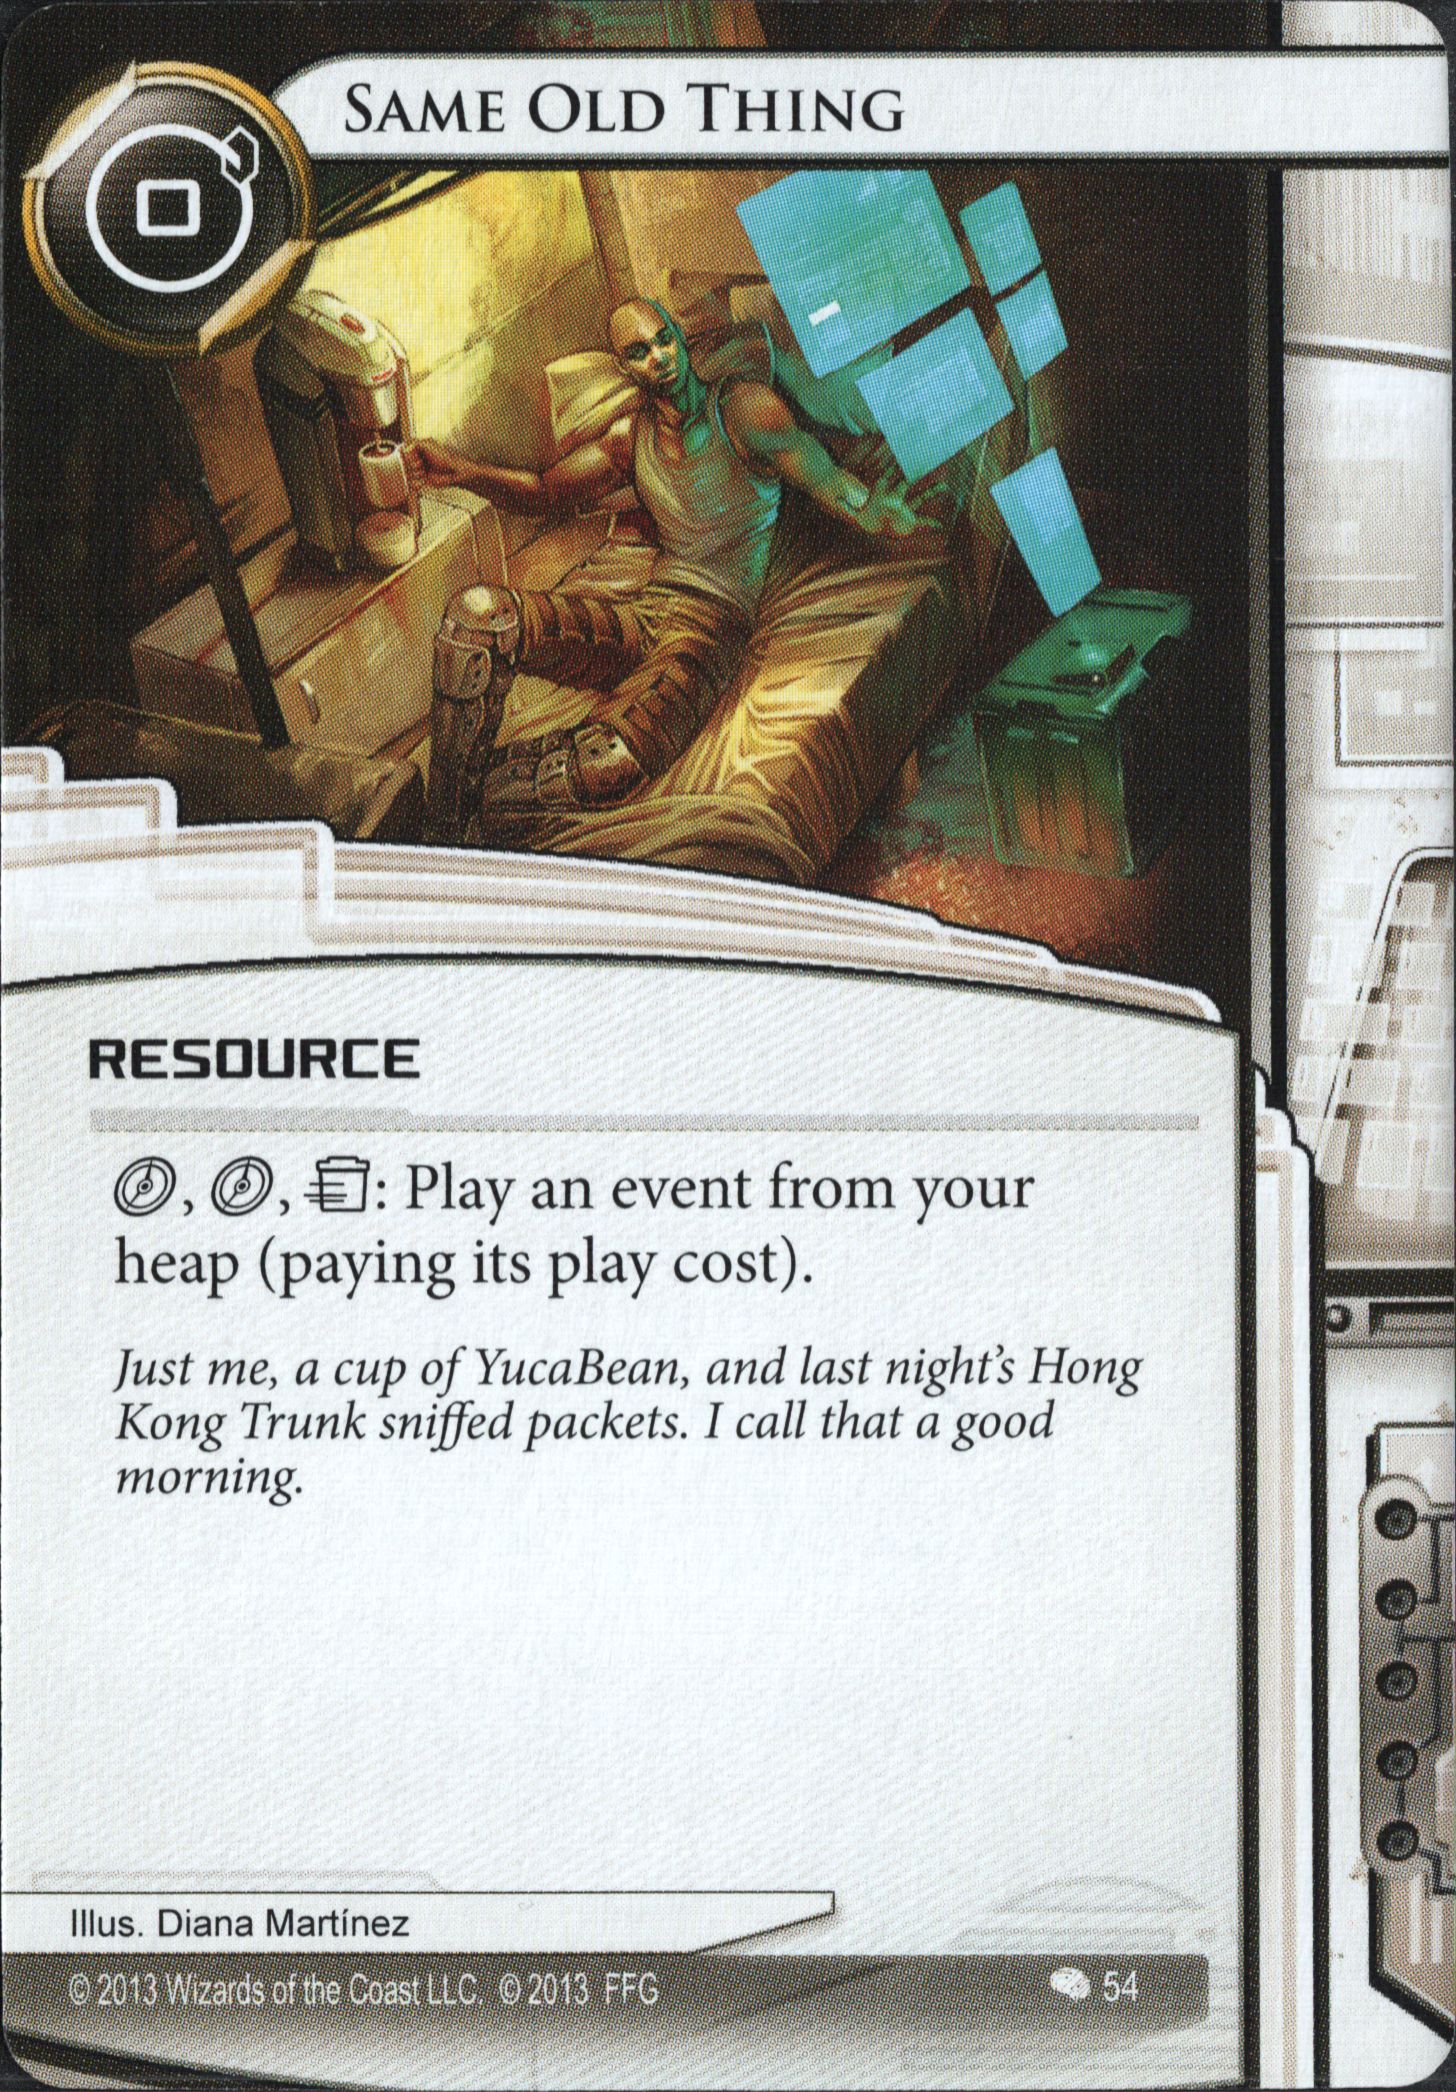 SAME OLD THING
0
RESOURCE
, , : Play an event from your
heap (paying its play cost).
Just me, a cup of YucaBean, and last night's Hong
Kong Trunk sniffed packets. I call that a good
morning.
Illus. Diana Martínez
© 2013 Wizards of the Coast LLC. © 2013 FFG
54